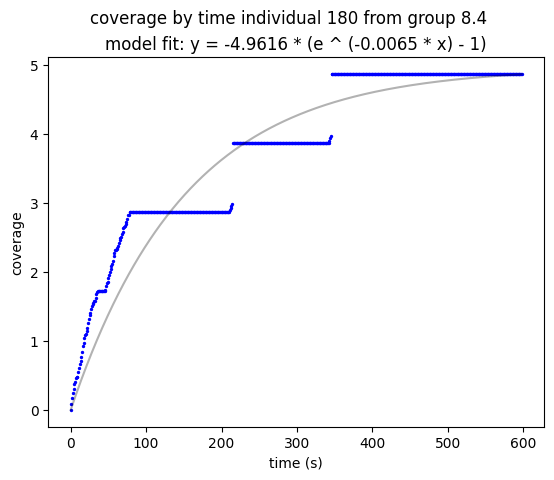 coverage by time individual 180 from group 8.4
model fit: y = -4.9616 * (e ^ (-0.0065 * x) - 1)
5
4
3
2
1
0
coverage
0 100 200 300 400 500 600
time (s)